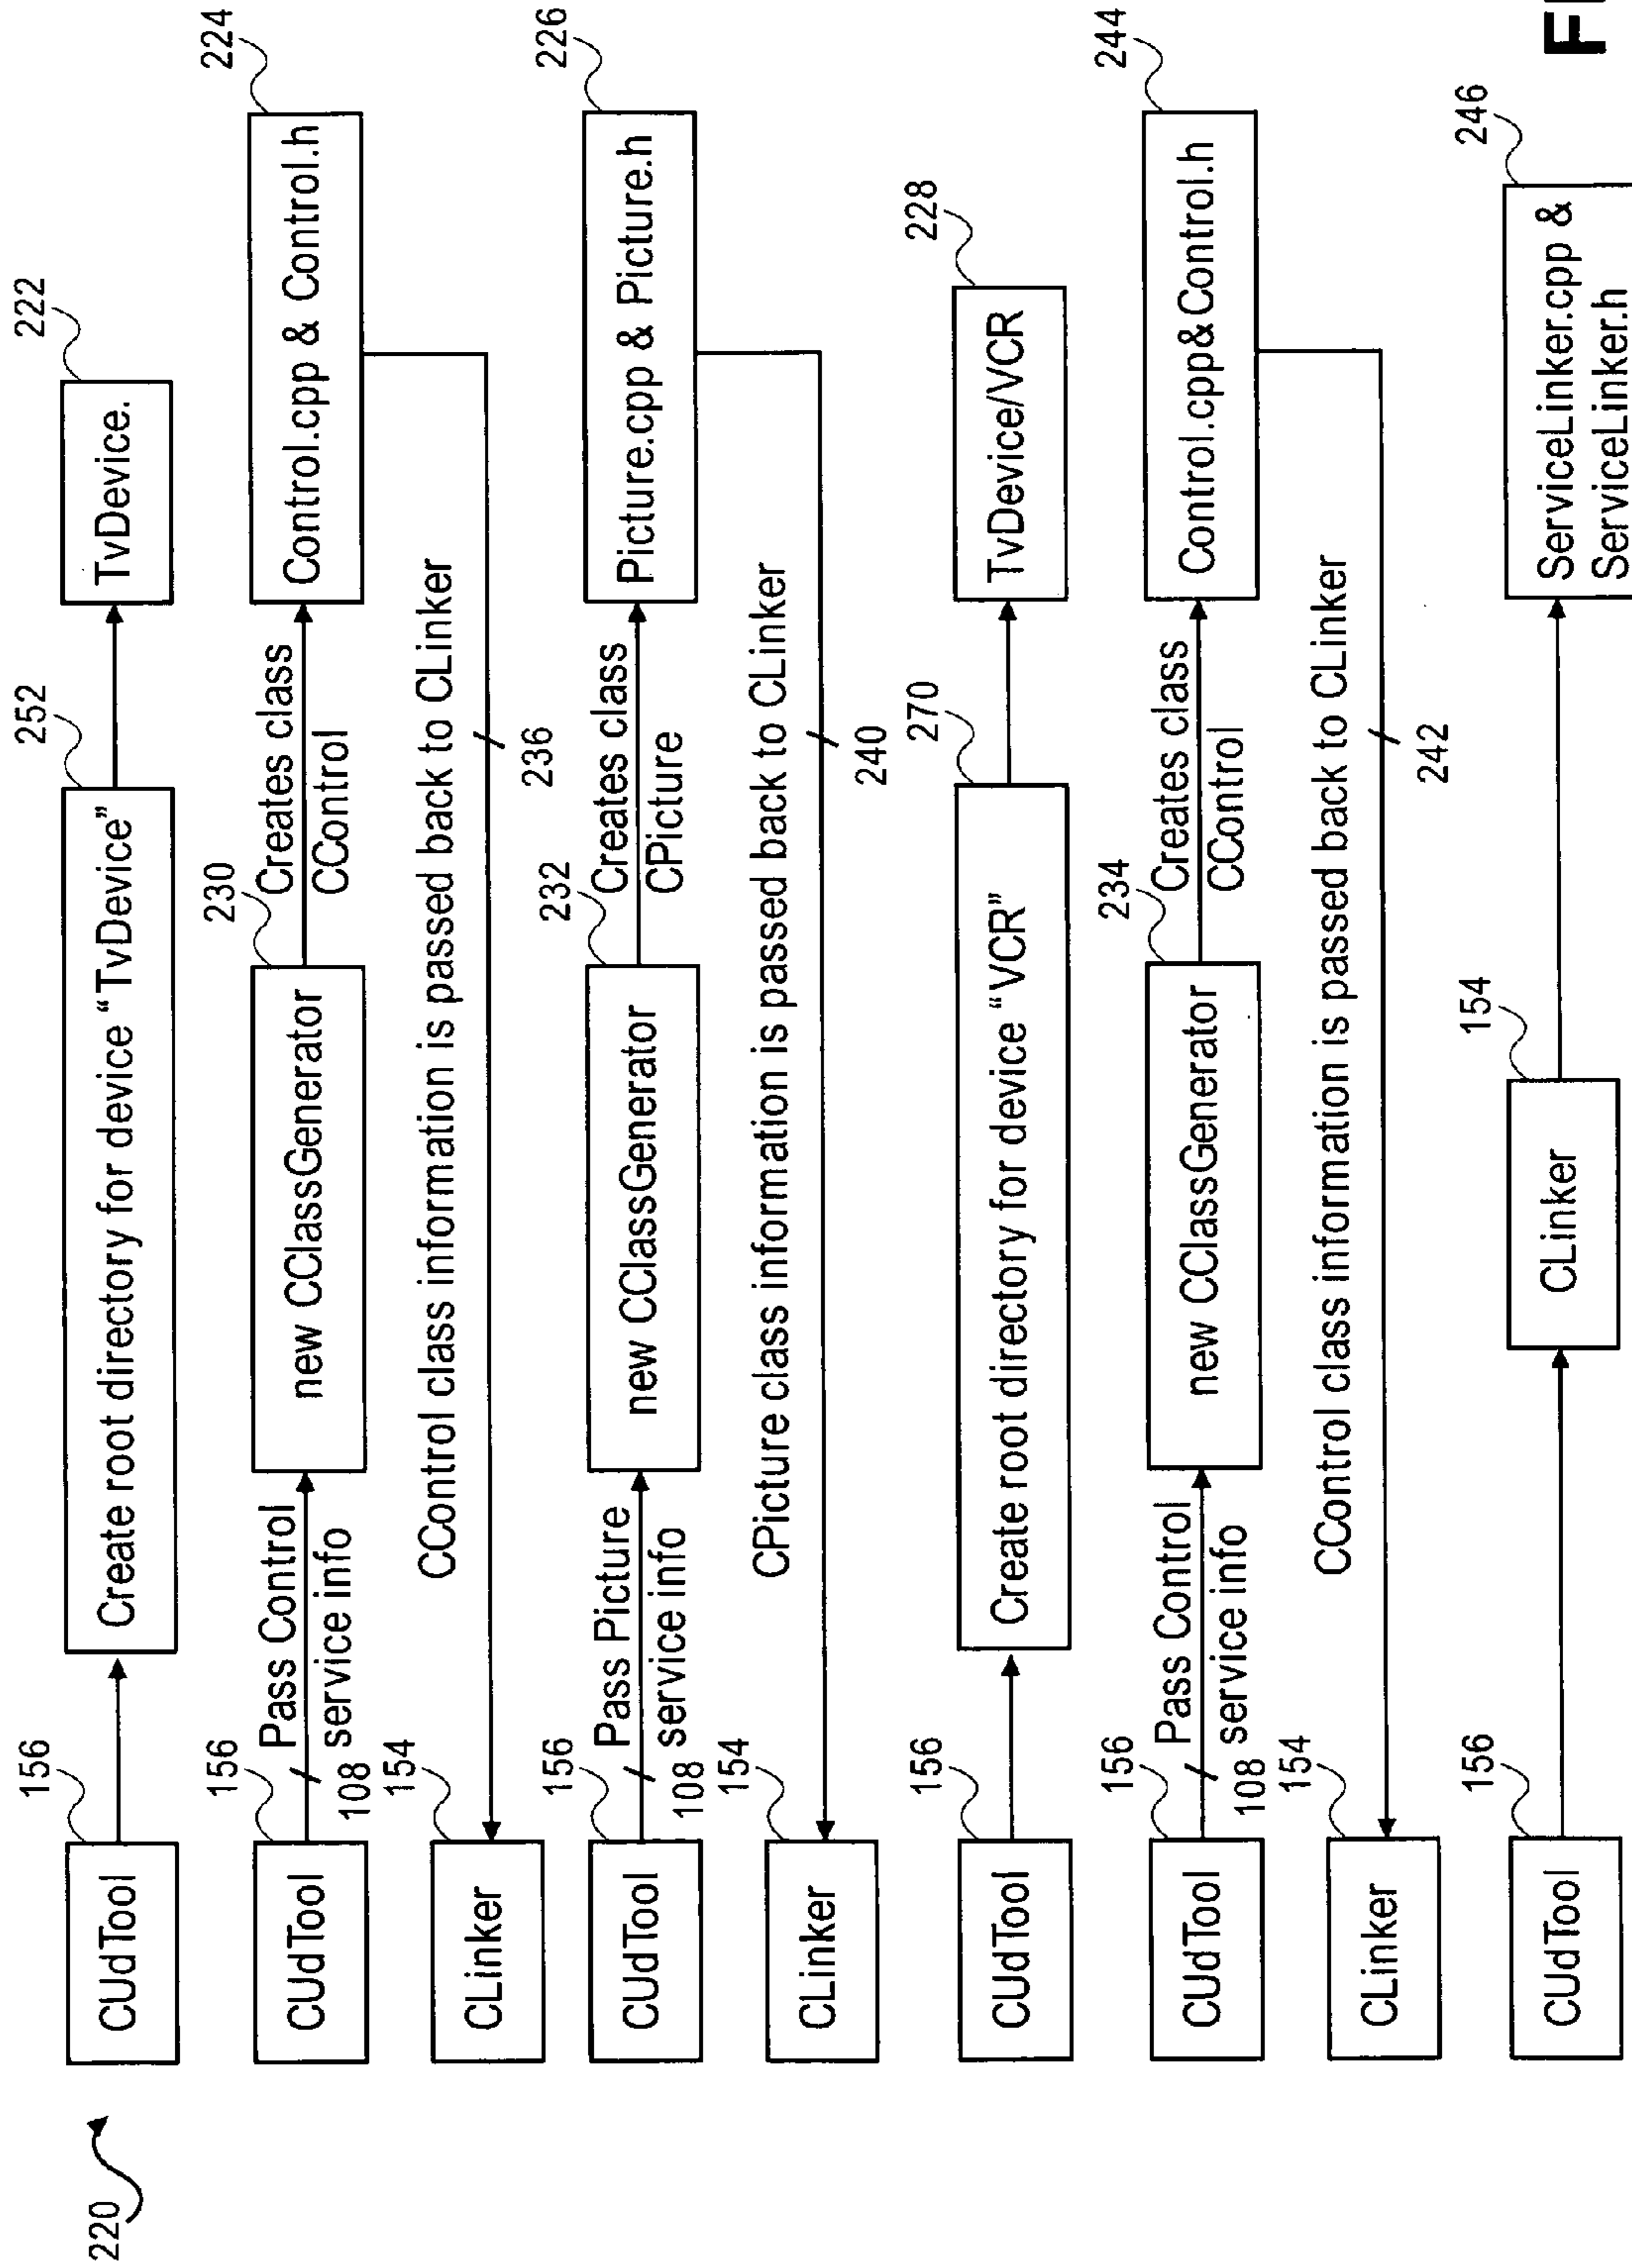 220
156
CUdTool
252
Create root directory for device "TvDevice"
222
TvDevice.
156
CUdTool
108
Pass Control
service info
230
new CClassGenerator
Creates class
CControl
224
Control.cpp & Control.h
154
CLinker
CControl class information is passed back to CLinker
236
156
CUdTool
108
Pass Picture
service info
232
new CClassGenerator
Creates class
CPicture
226
Picture.cpp & Picture.h
154
CLinker
CPicture class information is passed back to CLinker
240
156
CUdTool
270
Create root directory for device "VCR"
228
TvDevice/VCR
156
CUdTool
108
Pass Control
service info
234
new CClassGenerator
Creates class
CControl
244
Control.cpp&Control.h
154
CLinker
CControl class information is passed back to CLinker
242
156
CUdTool
154
CLinker
246
ServiceLinker.cpp &
ServiceLinker.h